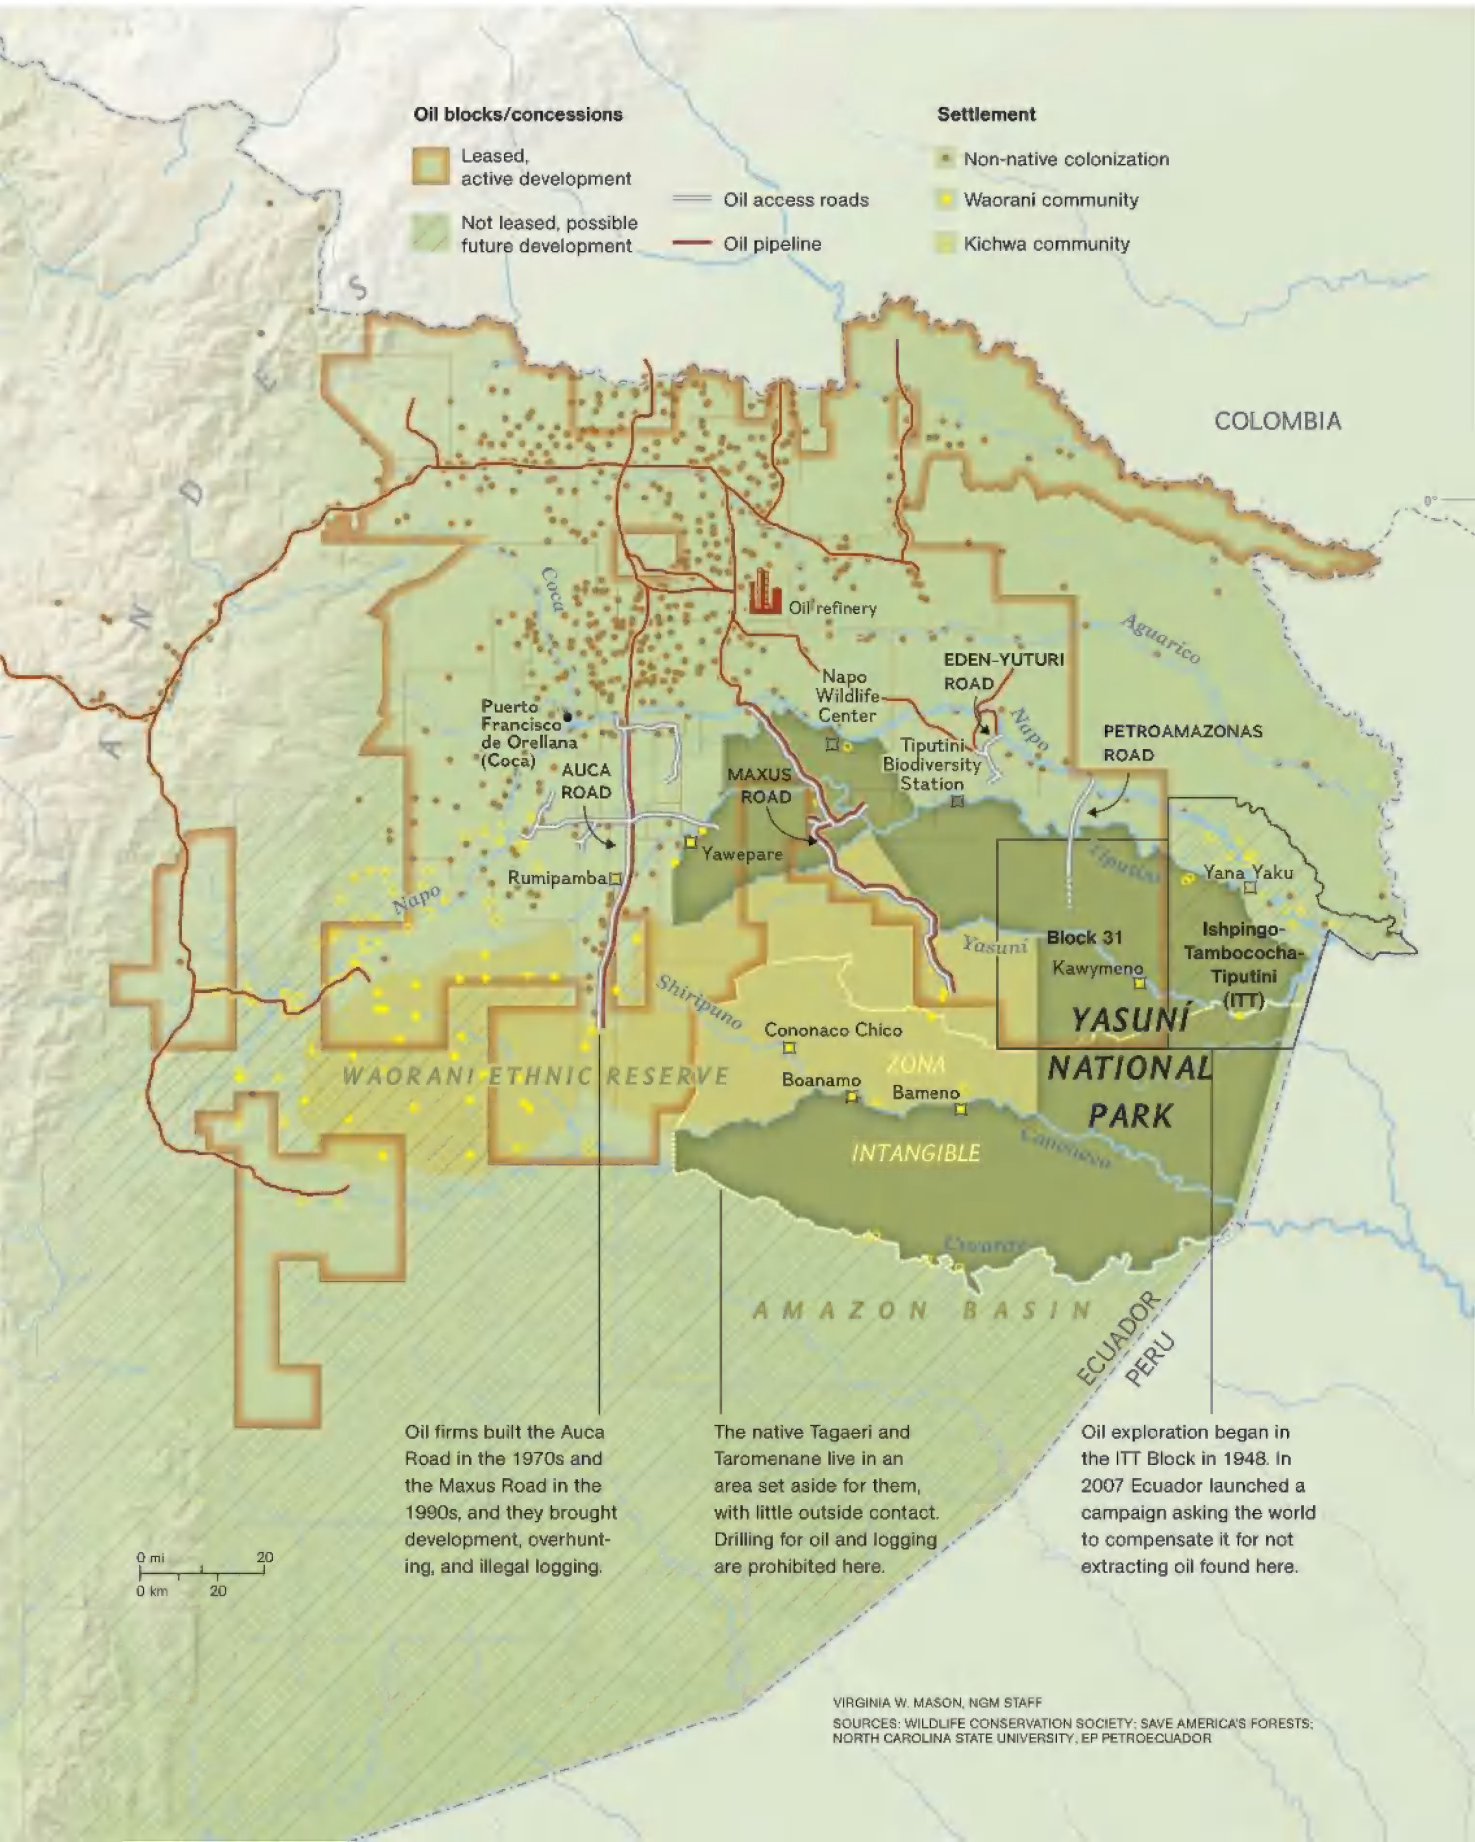 Oil blocks/concessions
Leased,
active development
Not leased, possible
future development
Oil access roads
Oil pipeline
Settlement
Non-native colonization
Waorani community
Kichwa community
A N D E S
COLOMBIA
0°
Coca
Oil refinery
Aguarico
EDEN-YUTURI
ROAD
Napo
Wildlife
Center
Napo
Puerto
Francisco
de Orellana
(Coca)
PETROAMAZONAS
ROAD
Tiputini
Biodiversity
Station
AUCA
ROAD
MAXUS
ROAD
Yawepare
Tiputini
Rumipamba
Yana Yaku
Napo
Ishpingo-
Tambococha-
Tiputini
(ITT)
Block 31
Yasuní
Kawymeno
Shiripuno
YASUNÍ
NATIONAL
PARK
Cononaco Chico
ZONA
INTANGIBLE
WAORANI ETHNIC RESERVE
Boanamo
Bameno
Cononaco
Curaray
AMAZON BASIN
ECUADOR
PERU
Oil firms built the Auca
Road in the 1970s and
the Maxus Road in the
1990s, and they brought
development, overhunt-
ing, and illegal logging.
The native Tagaeri and
Taromenane live in an
area set aside for them,
with little outside contact.
Drilling for oil and logging
are prohibited here.
Oil exploration began in
the ITT Block in 1948. In
2007 Ecuador launched a
campaign asking the world
to compensate it for not
extracting oil found here.
0 mi 20
0 km 20
VIRGINIA W. MASON, NGM STAFF
SOURCES: WILDLIFE CONSERVATION SOCIETY; SAVE AMERICA'S FORESTS;
NORTH CAROLINA STATE UNIVERSITY, EP PETROECUADOR